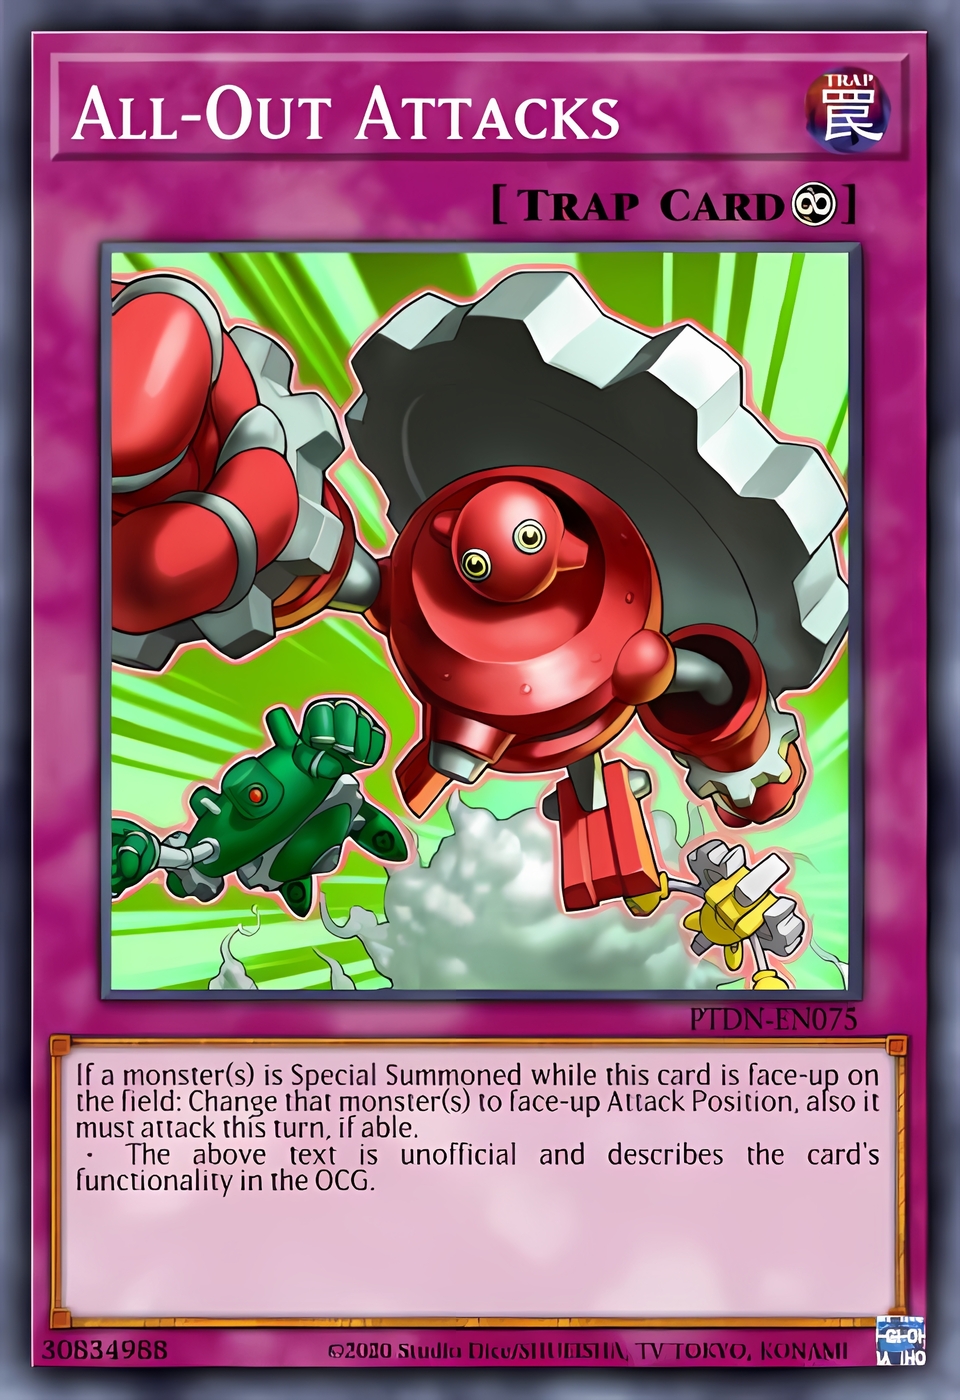 All-Out Attacks
TRAP
罠
[Trap Card]
PTDN-EN075
If a monster(s) is Special Summoned while this card is face-up on
the field: Change that monster(s) to face-up Attack Position, also it
must attack this turn, if able.
· The above text is unofficial and describes the card's
functionality in the OCG.
30834988
©2020 Studio Dice/SHUEISHA, TV TOKYO, KONAMI